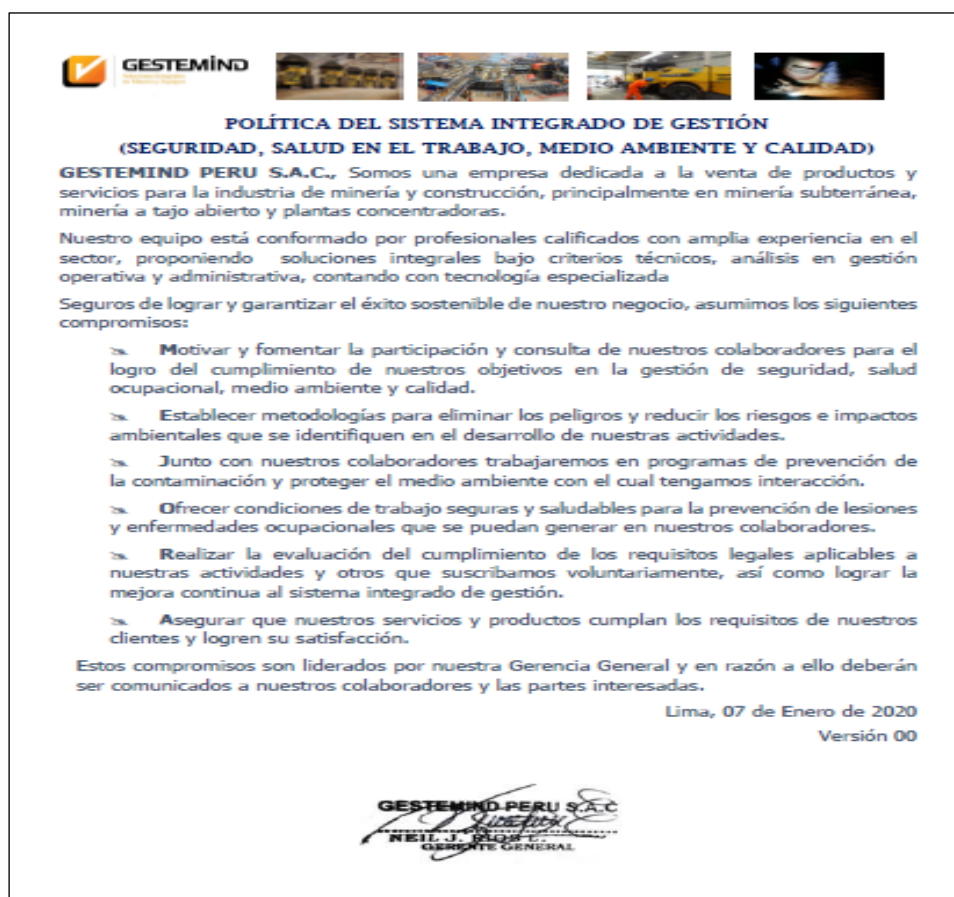 GESTEMIND
Soluciones Integrales
POLÍTICA DEL SISTEMA INTEGRADO DE GESTIÓN
(SEGURIDAD, SALUD EN EL TRABAJO, MEDIO AMBIENTE Y CALIDAD)
GESTEMIND PERU S.A.C., Somos una empresa dedicada a la venta de productos y
servicios para la industria de minería y construcción, principalmente en minería subterránea,
minería a tajo abierto y plantas concentradoras.
Nuestro equipo está conformado por profesionales calificados con amplia experiencia en el
sector, proponiendo soluciones integrales bajo criterios técnicos, análisis en gestión
operativa y administrativa, contando con tecnología especializada
Seguros de lograr y garantizar el éxito sostenible de nuestro negocio, asumimos los siguientes
compromisos:
Motivar y fomentar la participación y consulta de nuestros colaboradores para el
logro del cumplimiento de nuestros objetivos en la gestión de seguridad, salud
ocupacional, medio ambiente y calidad.
Establecer metodologías para eliminar los peligros y reducir los riesgos e impactos
ambientales que se identifiquen en el desarrollo de nuestras actividades.
Junto con nuestros colaboradores trabajaremos en programas de prevención de
la contaminación y proteger el medio ambiente con el cual tengamos interacción.
Ofrecer condiciones de trabajo seguras y saludables para la prevención de lesiones
y enfermedades ocupacionales que se puedan generar en nuestros colaboradores.
Realizar la evaluación del cumplimiento de los requisitos legales aplicables a
nuestras actividades y otros que suscribamos voluntariamente, así como lograr la
mejora continua al sistema integrado de gestión.
Asegurar que nuestros servicios y productos cumplan los requisitos de nuestros
clientes y logren su satisfacción.
Estos compromisos son liderados por nuestra Gerencia General y en razón a ello deberán
ser comunicados a nuestros colaboradores y las partes interesadas.
Lima, 07 de Enero de 2020
Versión 00
GESTEMIND PERU S.A.C
NEIL J. RIOS L.
GERENTE GENERAL